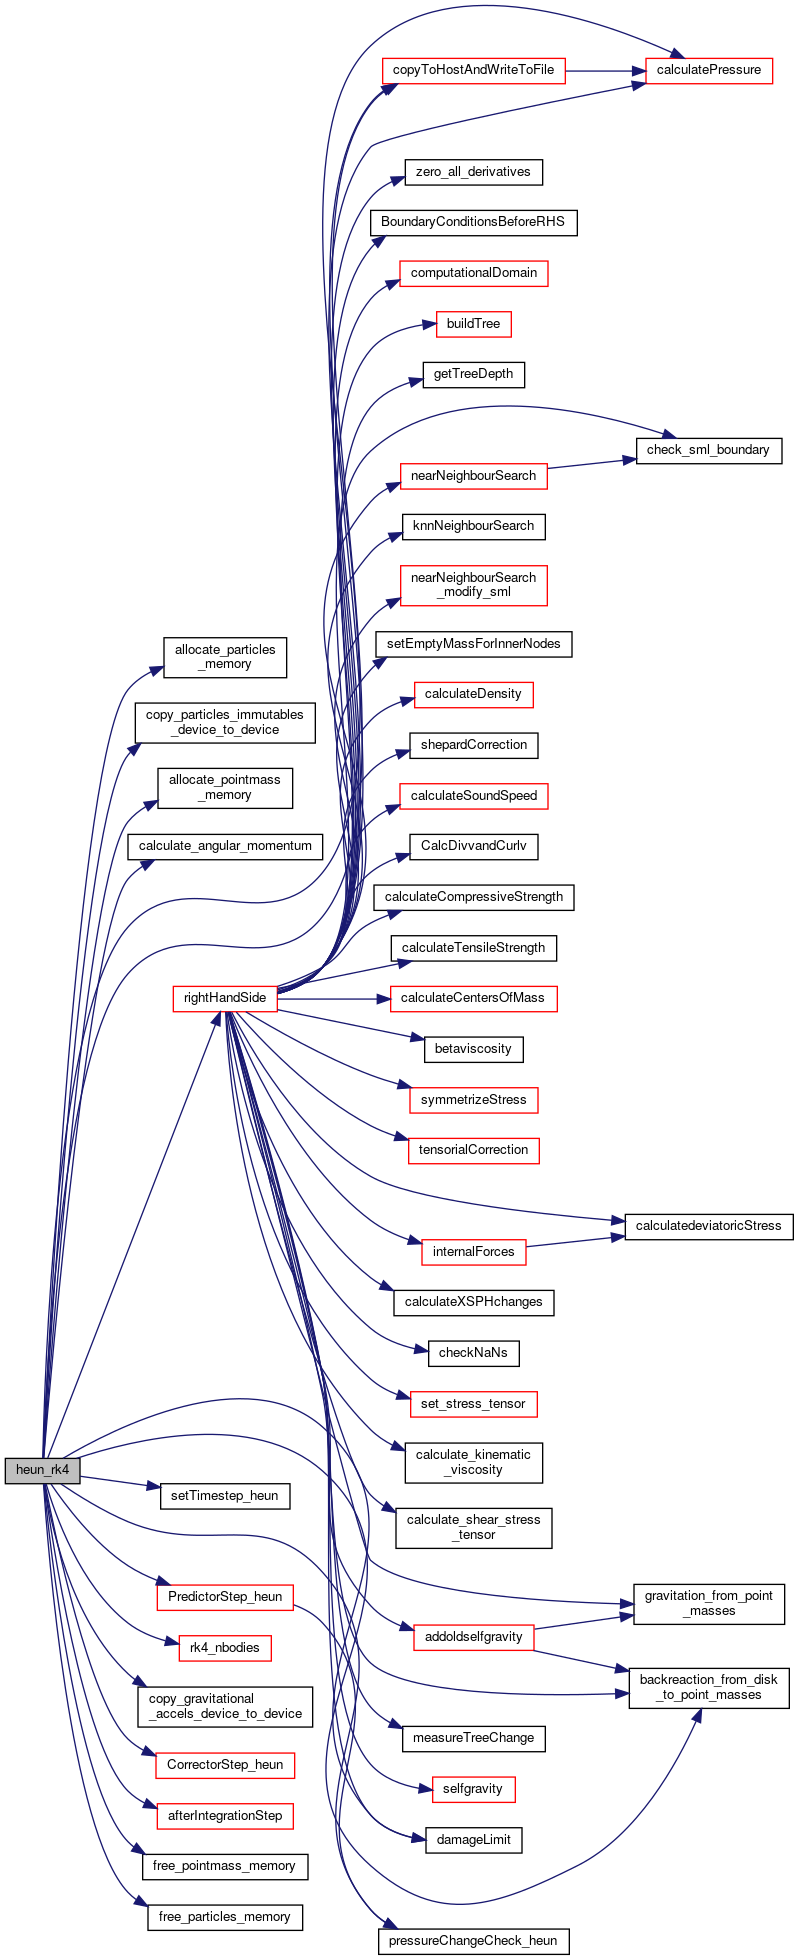 copyToHostAndWriteToFile
calculatePressure
zero_all_derivatives
BoundaryConditionsBeforeRHS
computationalDomain
buildTree
getTreeDepth
check_sml_boundary
nearNeighbourSearch
knnNeighbourSearch
nearNeighbourSearch
_modify_sml
setEmptyMassForInnerNodes
allocate_particles
_memory
calculateDensity
copy_particles_immutables
_device_to_device
shepardCorrection
allocate_pointmass
_memory
calculateSoundSpeed
calculate_angular_momentum
CalcDivvandCurlv
calculateCompressiveStrength
calculateTensileStrength
rightHandSide
calculateCentersOfMass
betaviscosity
symmetrizeStress
tensorialCorrection
calculatedeviatoricStress
internalForces
calculateXSPHchanges
checkNaNs
set_stress_tensor
calculate_kinematic
_viscosity
heun_rk4
setTimestep_heun
calculate_shear_stress
_tensor
PredictorStep_heun
gravitation_from_point
_masses
addoldselfgravity
rk4_nbodies
backreaction_from_disk
_to_point_masses
copy_gravitational
_accels_device_to_device
measureTreeChange
CorrectorStep_heun
selfgravity
afterIntegrationStep
damageLimit
free_pointmass_memory
free_particles_memory
pressureChangeCheck_heun